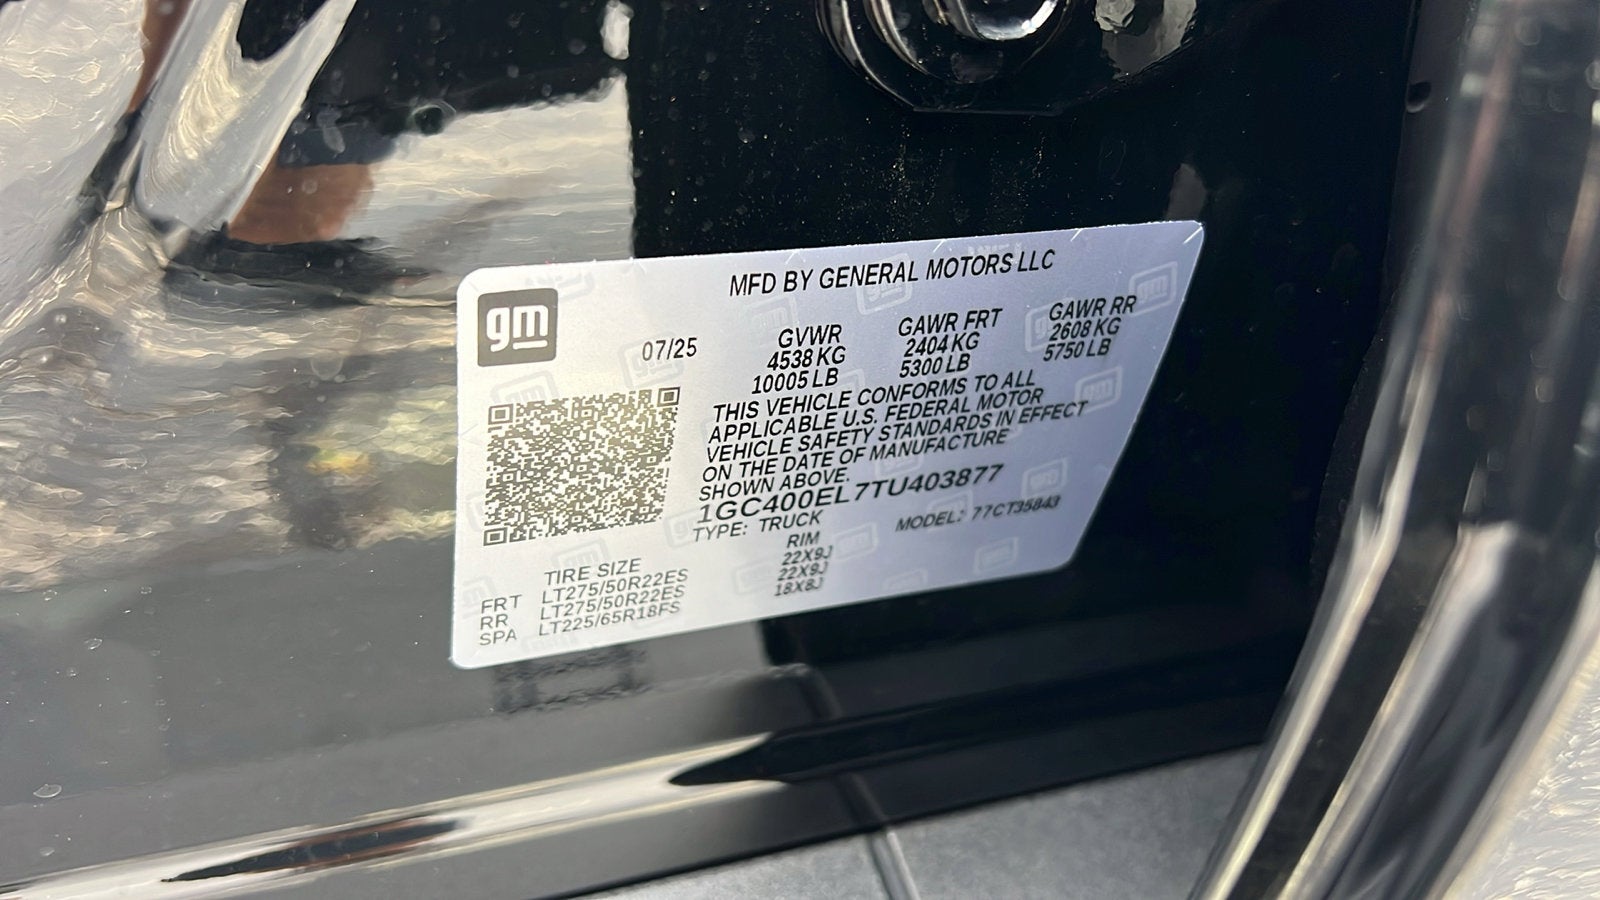 MFD BY GENERAL MOTORS LLC
gm
07/25
GVWR GAWR FRT GAWR RR
4538 KG 2404 KG 2608 KG
10005 LB 5300 LB 5750 LB
THIS VEHICLE CONFORMS TO ALL
APPLICABLE U.S. FEDERAL MOTOR
VEHICLE SAFETY STANDARDS IN EFFECT
ON THE DATE OF MANUFACTURE
SHOWN ABOVE.
1GC400EL7TU403877
TYPE: TRUCK MODEL: 77CT35843
TIRE SIZE RIM
FRT LT275/50R22ES 22X9J
RR LT275/50R22ES 22X9J
SPA LT225/65R18FS 18X8J